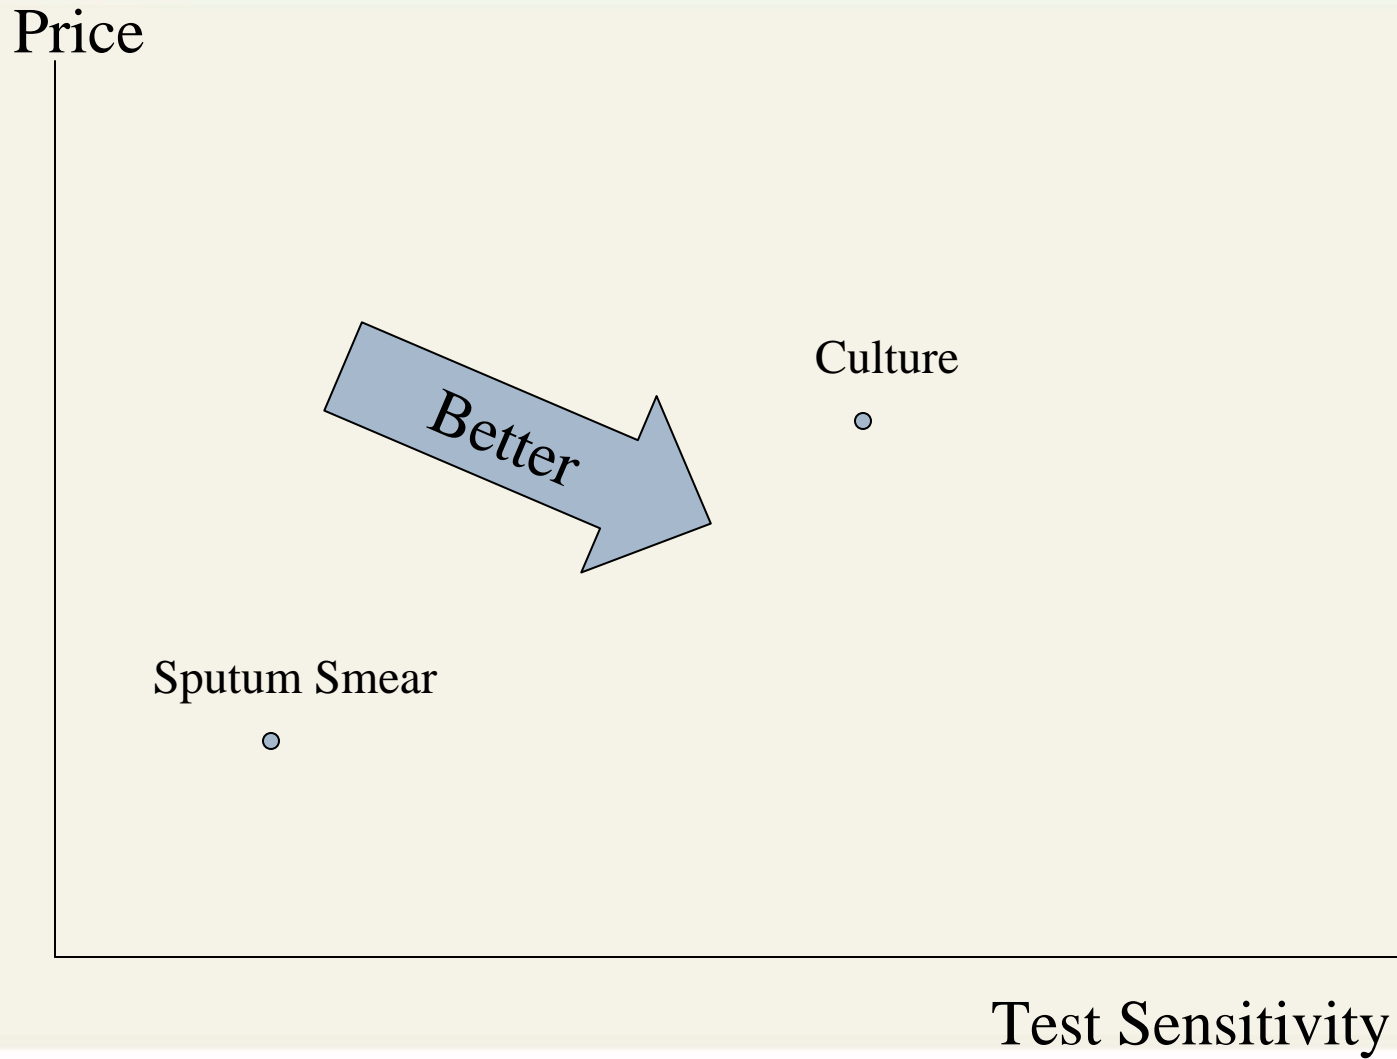 Price
Culture
Better
Sputum Smear
Test Sensitivity